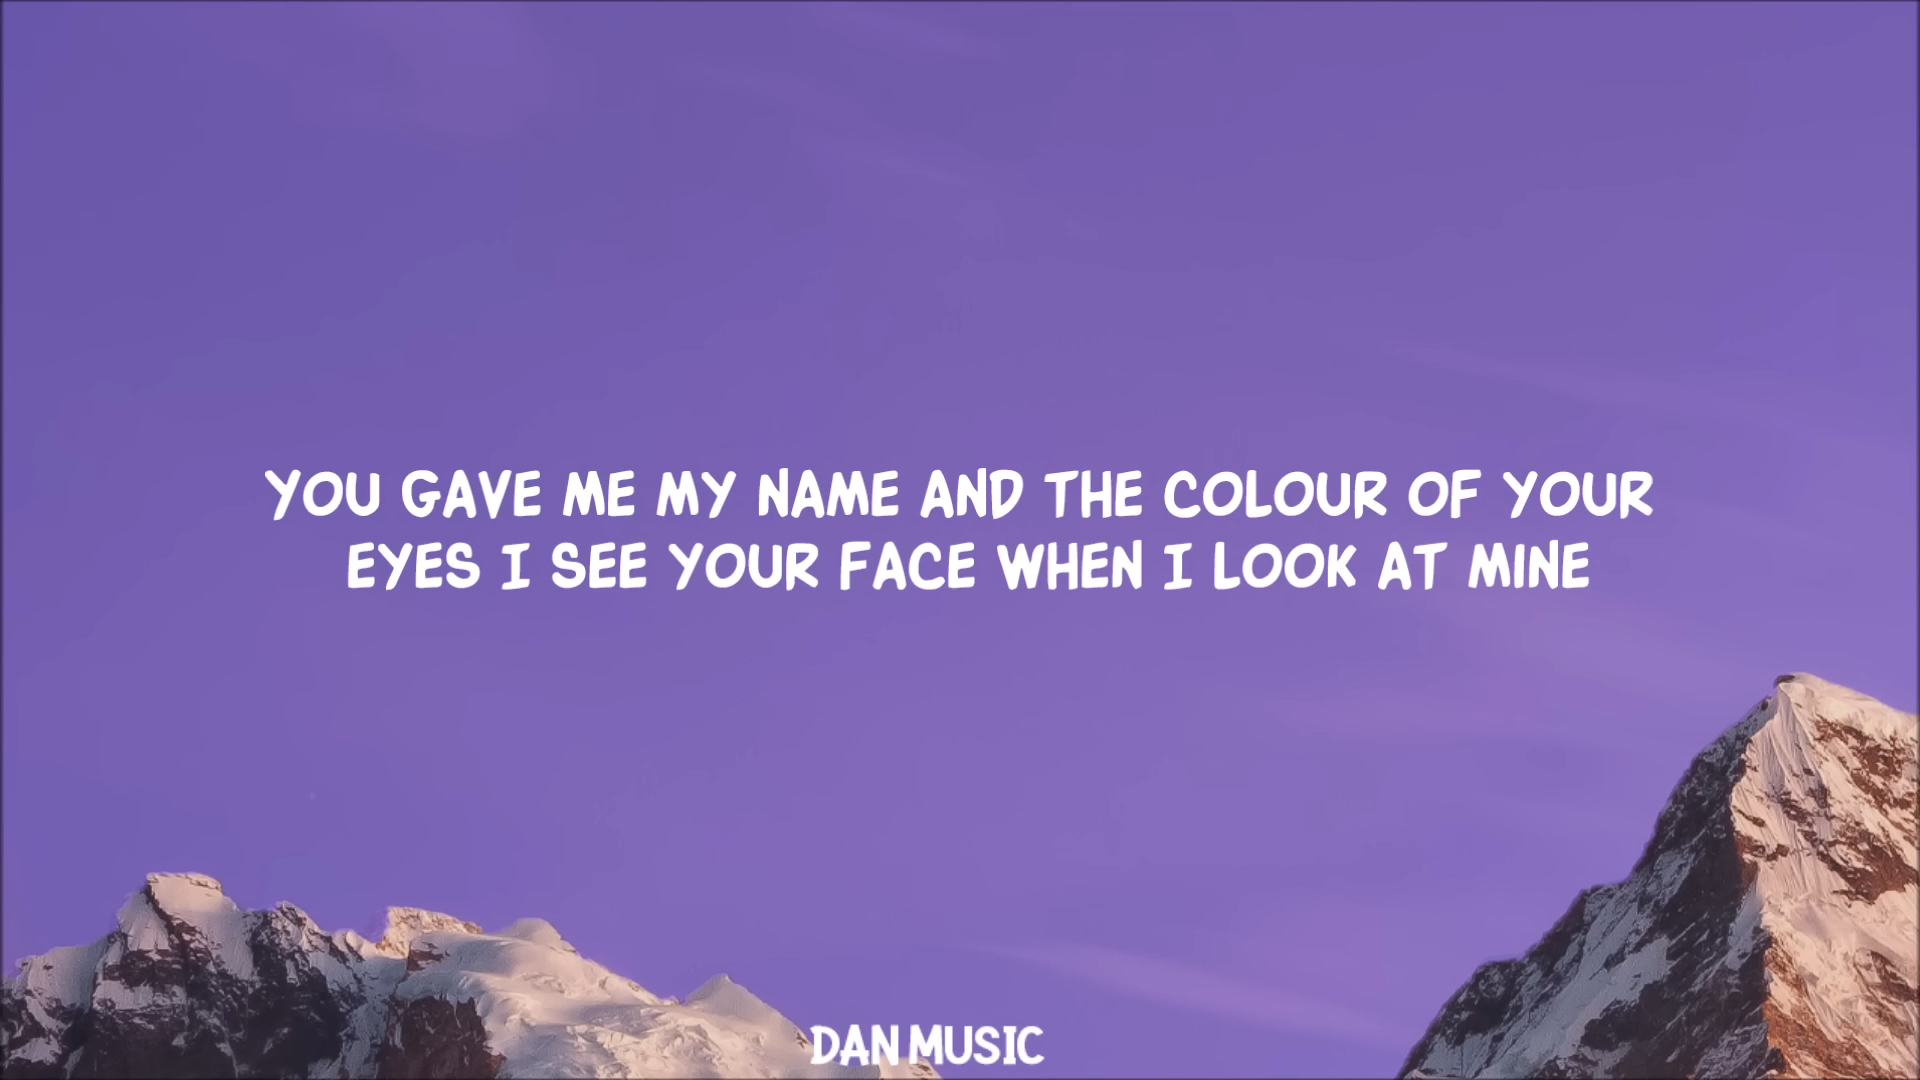 YOU GAVE ME MY NAME AND THE COLOUR OF YOUR
EYES I SEE YOUR FACE WHEN I LOOK AT MINE
DAN MUSIC